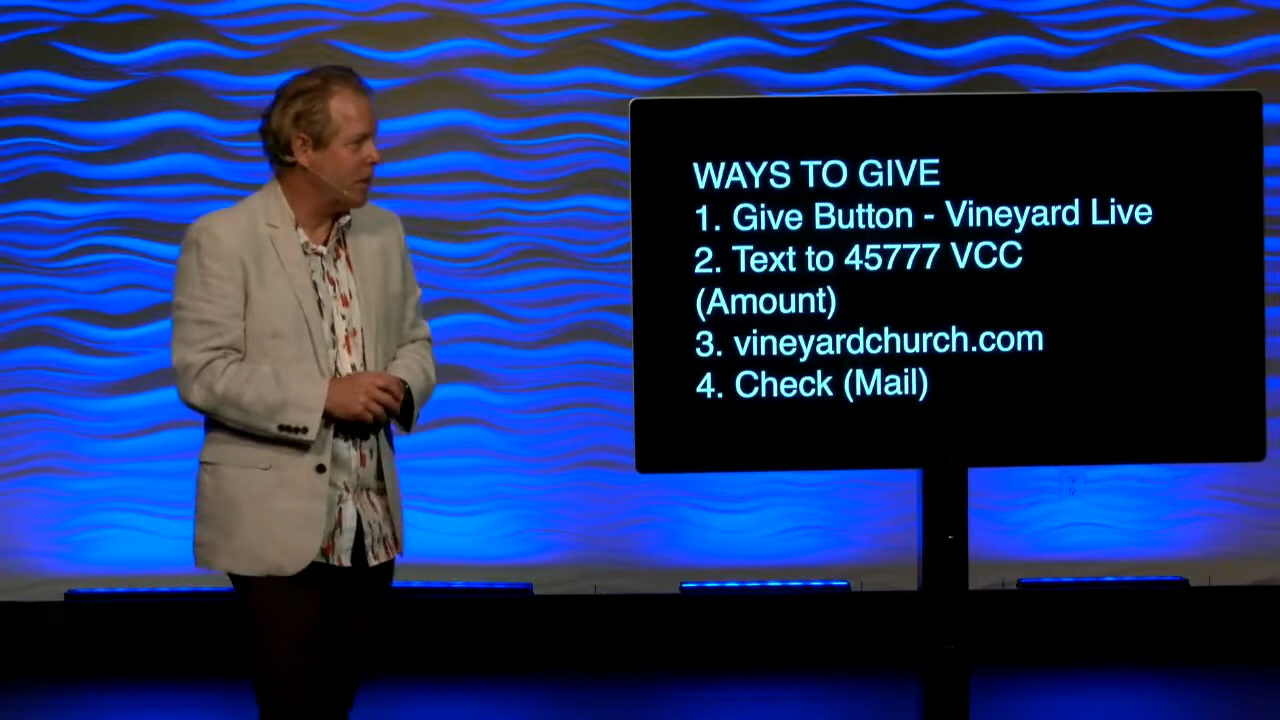 WAYS TO GIVE
1. Give Button - Vineyard Live
2. Text to 45777 VCC
(Amount)
3. vineyardchurch.com
4. Check (Mail)